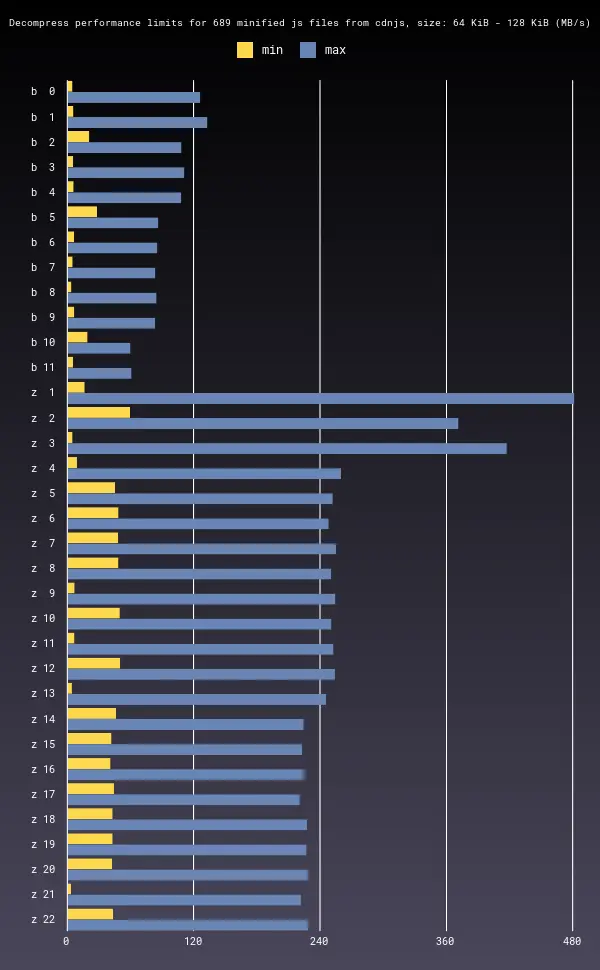 Decompress performance limits for 689 minified js files from cdnjs, size: 64 KiB - 128 KiB (MB/s)
min max
b 0
b 1
b 2
b 3
b 4
b 5
b 6
b 7
b 8
b 9
b 10
b 11
z 1
z 2
z 3
z 4
z 5
z 6
z 7
z 8
z 9
z 10
z 11
z 12
z 13
z 14
z 15
z 16
z 17
z 18
z 19
z 20
z 21
z 22
0 120 240 360 480